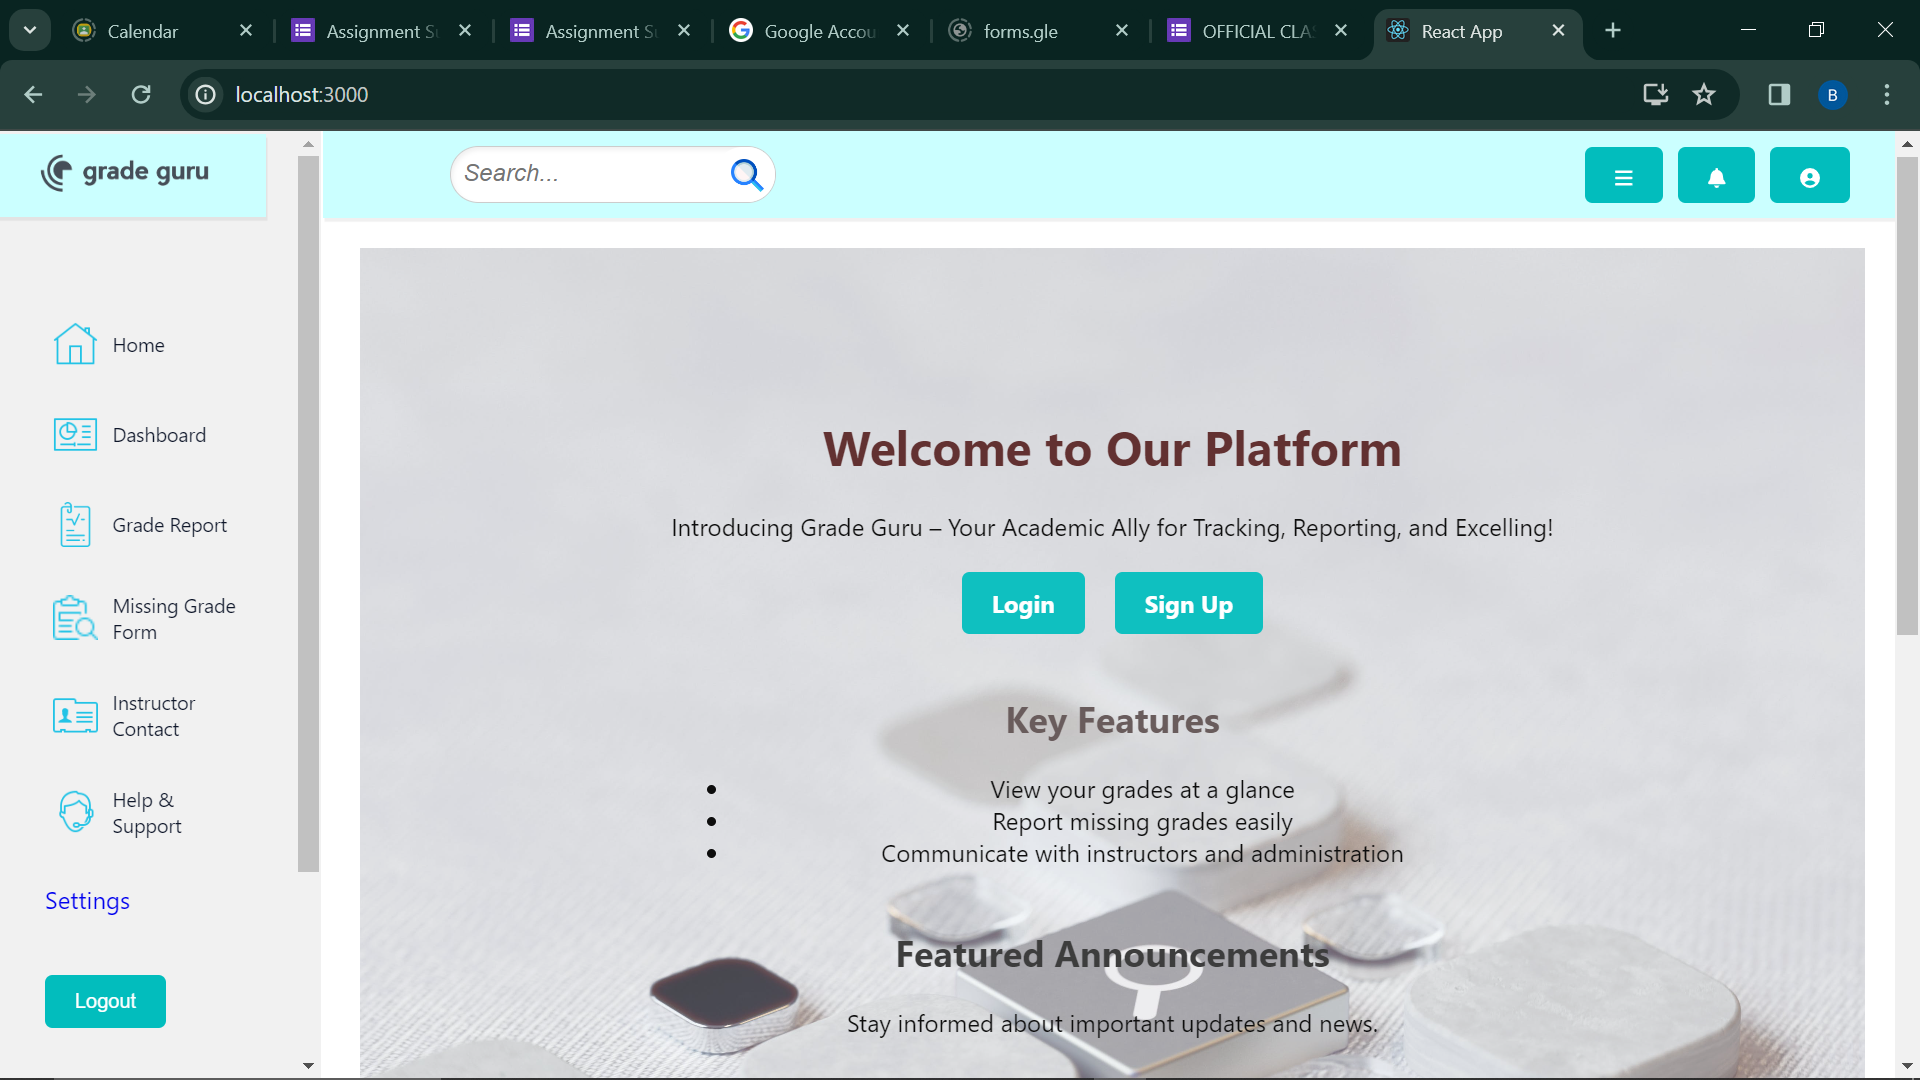 Calendar
Assignment Su
Assignment Su
Google Accou
forms.gle
OFFICIAL CLA
React App
localhost:3000
B
grade guru
Search...
Home
Dashboard
Grade Report
Missing Grade
Form
Instructor
Contact
Help &
Support
Settings
Logout
Welcome to Our Platform
Introducing Grade Guru – Your Academic Ally for Tracking, Reporting, and Excelling!
Login
Sign Up
Key Features
View your grades at a glance
Report missing grades easily
Communicate with instructors and administration
Featured Announcements
Stay informed about important updates and news.